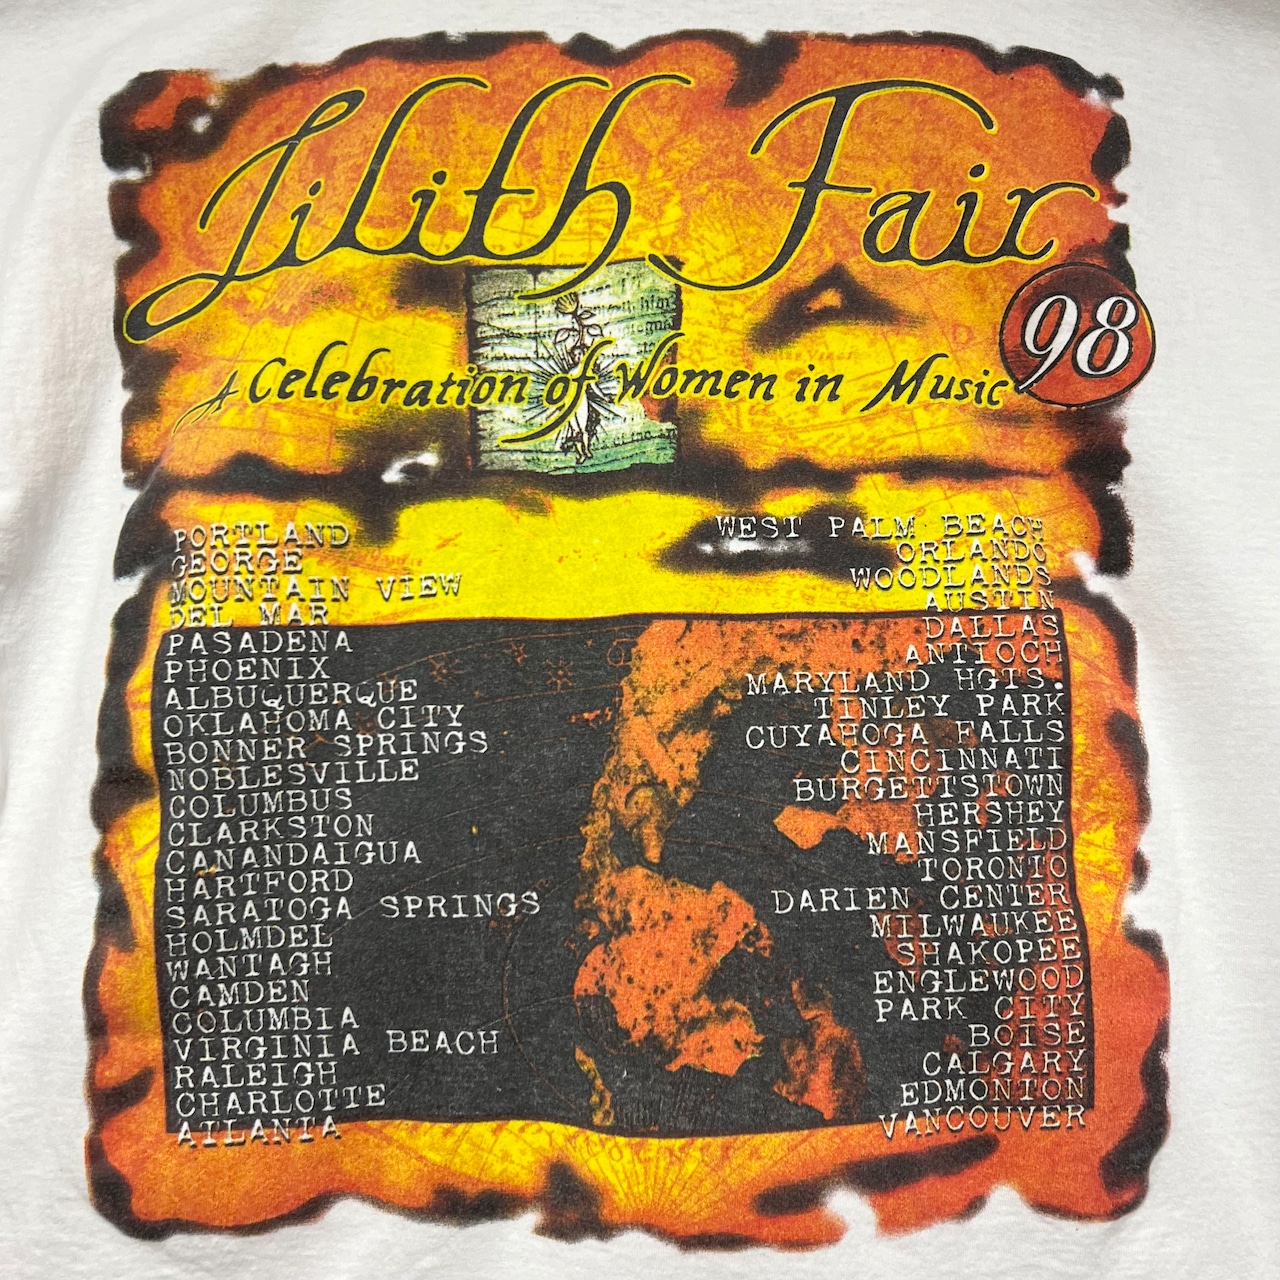 Lilith Fair
98
A Celebration of Women in Music
PORTLAND
GEORGE
MOUNTAIN VIEW
DEL MAR
PASADENA
PHOENIX
ALBUQUERQUE
OKLAHOMA CITY
BONNER SPRINGS
NOBLESVILLE
COLUMBUS
CLARKSTON
CANANDAIGUA
HARTFORD
SARATOGA SPRINGS
HOLMDEL
WANTAGH
CAMDEN
COLUMBIA
VIRGINIA BEACH
RALEIGH
CHARLOTTE
ATLANTA
WEST PALM BEACH
ORLANDO
WOODLANDS
AUSTIN
DALLAS
ANTIOCH
MARYLAND HGTS.
TINLEY PARK
CUYAHOGA FALLS
CINCINNATI
BURGETTSTOWN
HERSHEY
MANSFIELD
TORONTO
DARIEN CENTER
MILWAUKEE
SHAKOPEE
ENGLEWOOD
PARK CITY
BOISE
CALGARY
EDMONTON
VANCOUVER